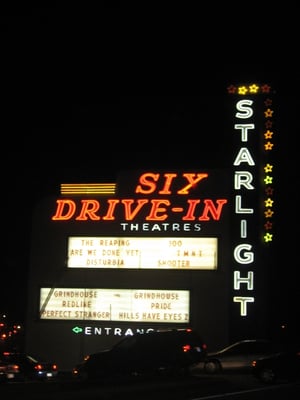 STARLIGHT
SIX
DRIVE-IN
THEATRES
THE REAPING 300
ARE WE DONE YET T M N T
DISTURBIA SHOOTER
GRINDHOUSE GRINDHOUSE
REDLINE PRIDE
PERFECT STRANGER HILLS HAVE EYES 2
ENTRANCE